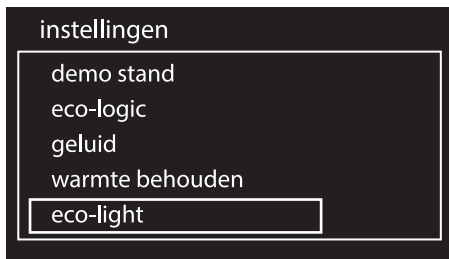 instellingen
demo stand
eco-logic
geluid
warmte behouden
eco-light